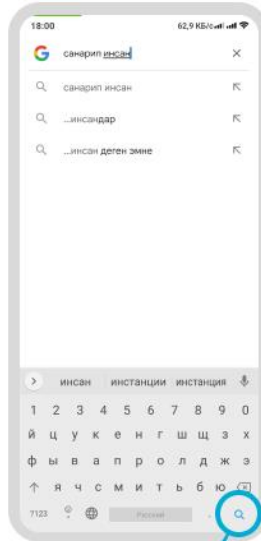 18:00 62,9 КБ/с
санарип инсан
санарип инсан
...инсандар
...инсан деген эмне
инсан инстанции инстанция
1 2 3 4 5 6 7 8 9 0
й ц у к е н г ш щ з х
ф ы в а п р о л д ж э
я ч с м и т ь б ю
?123 Русский .